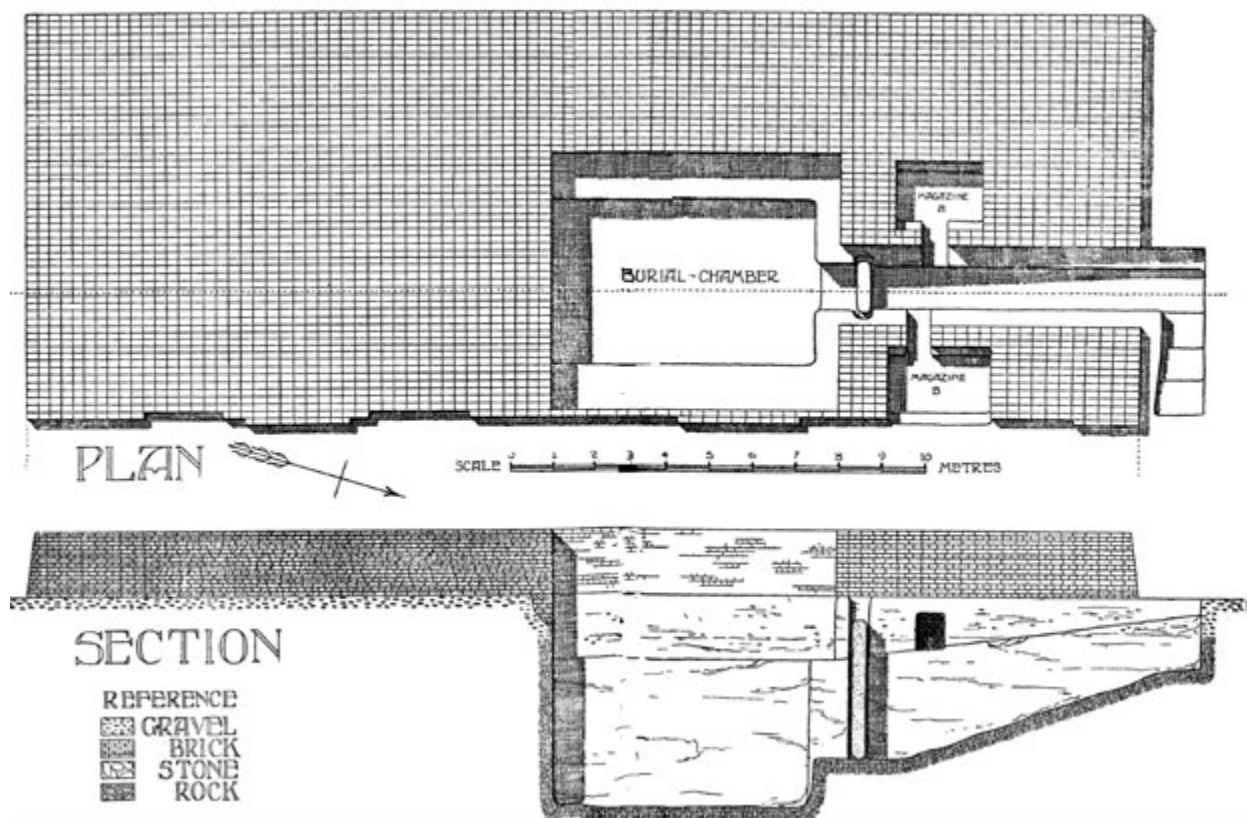 MAGAZINE
A
BURIAL-CHAMBER
MAGAZINE
B
PLAN
SCALE 0 1 2 3 4 5 6 7 8 9 10 METRES
SECTION
REFERENCE
GRAVEL
BRICK
STONE
ROCK